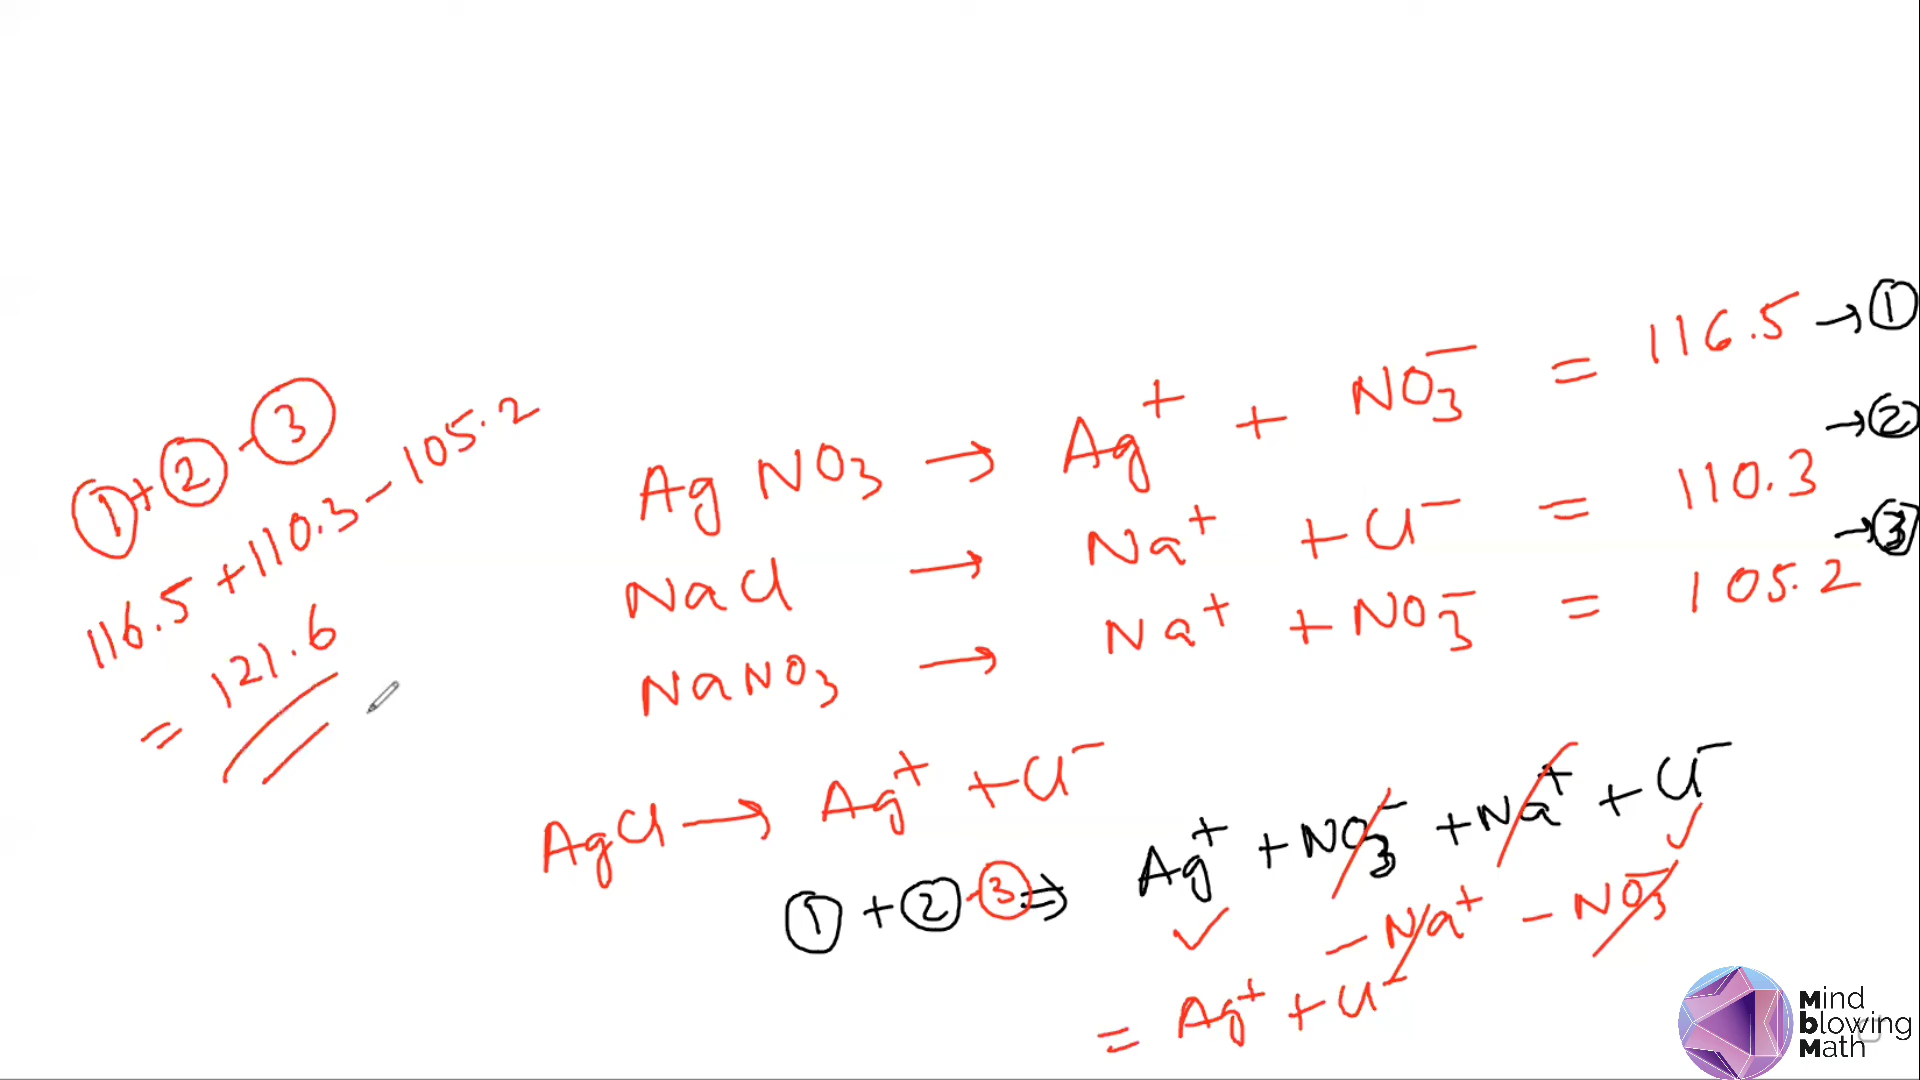 ① + ② - ③
116.5 + 110.3 - 105.2
= 121.6
AgNO₃ → Ag⁺ + NO₃⁻ = 116.5 → ①
NaCl → Na⁺ + Cl⁻ = 110.3 → ②
NaNO₃ → Na⁺ + NO₃⁻ = 105.2 → ③
AgCl → Ag⁺ + Cl⁻
① + ② - ③ ⇒ Ag⁺ + NO₃⁻ + Na⁺ + Cl⁻
- Na⁺ - NO₃⁻
= Ag⁺ + Cl⁻
Mind
blowing
Math